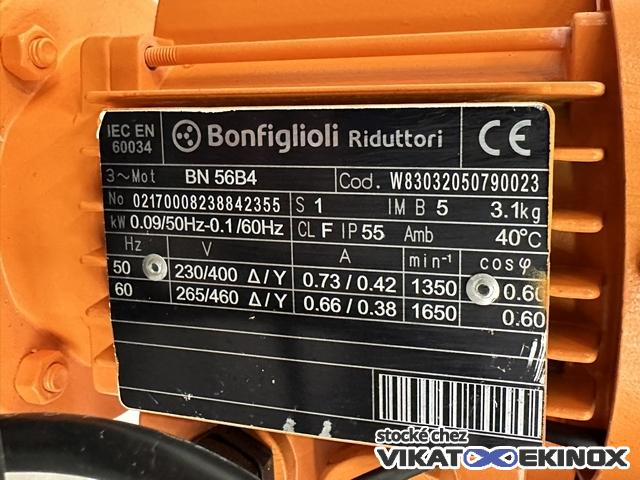 IEC EN
60034
Bonfiglioli Riduttori
CE
3~Mot BN 56B4 Cod. W83032050790023
No 02170008238842355 S 1 IM B 5 3.1kg
kW 0.09/50Hz-0.1/60Hz CL F IP 55 Amb 40°C
Hz V A min⁻¹ cosφ
50 230/400 Δ/Y 0.73/0.42 1350 0.60
60 265/460 Δ/Y 0.66/0.38 1650 0.60
stocké chez
VIKATOO EKINOX